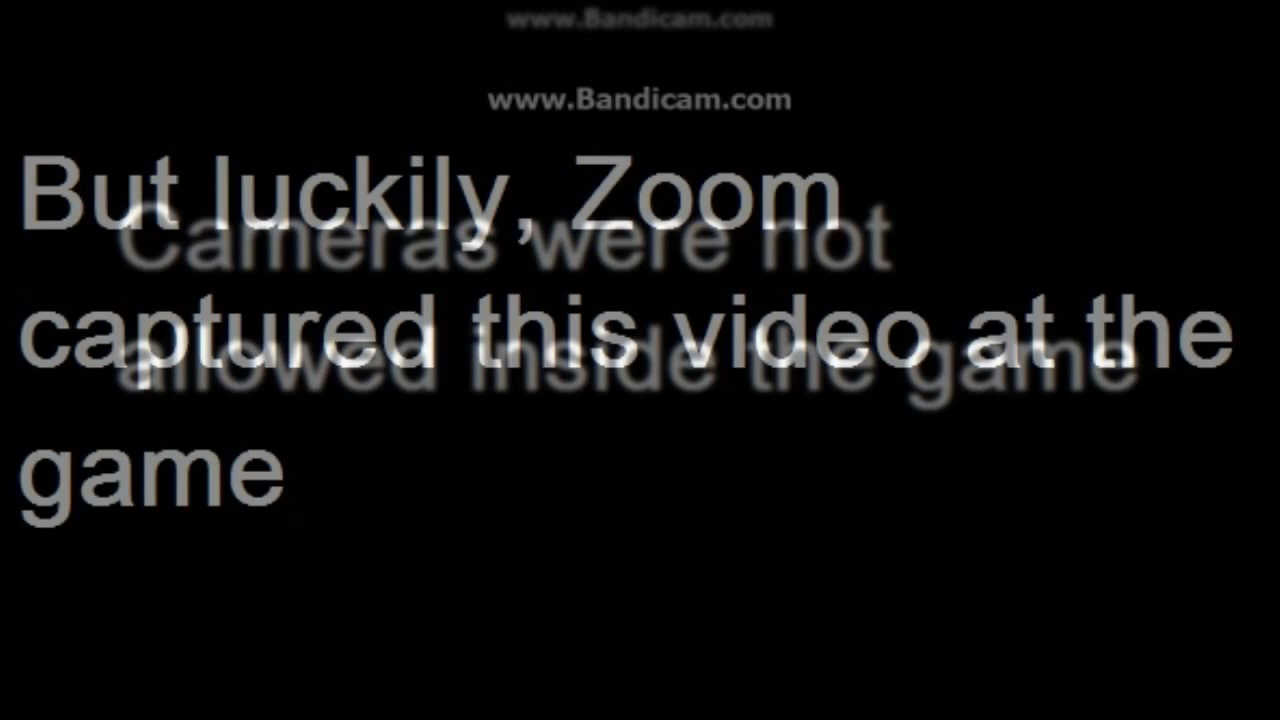 www.Bandicam.com
www.Bandicam.com
But luckily, Zoom
Cameras were not
captured this video at the
allowed inside the game
game